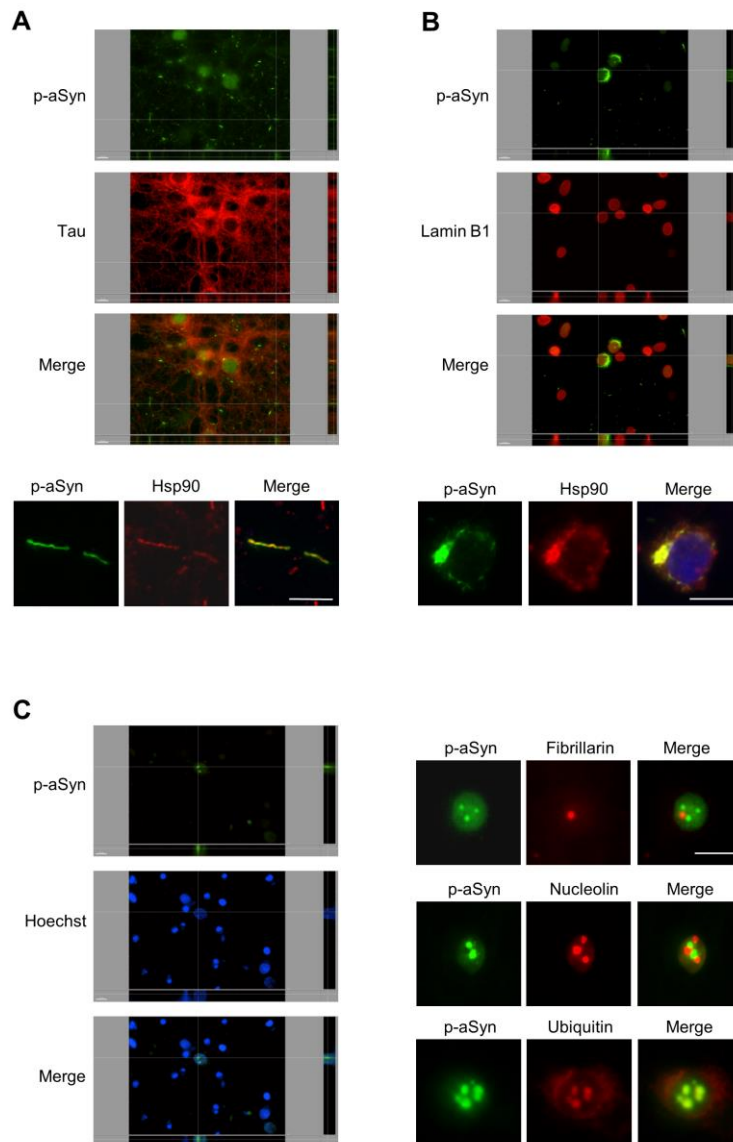 A
p-aSyn
Tau
Merge
p-aSyn Hsp90 Merge
B
p-aSyn
Lamin B1
Merge
p-aSyn Hsp90 Merge
C
p-aSyn
Hoechst
Merge
p-aSyn Fibrillarin Merge
p-aSyn Nucleolin Merge
p-aSyn Ubiquitin Merge